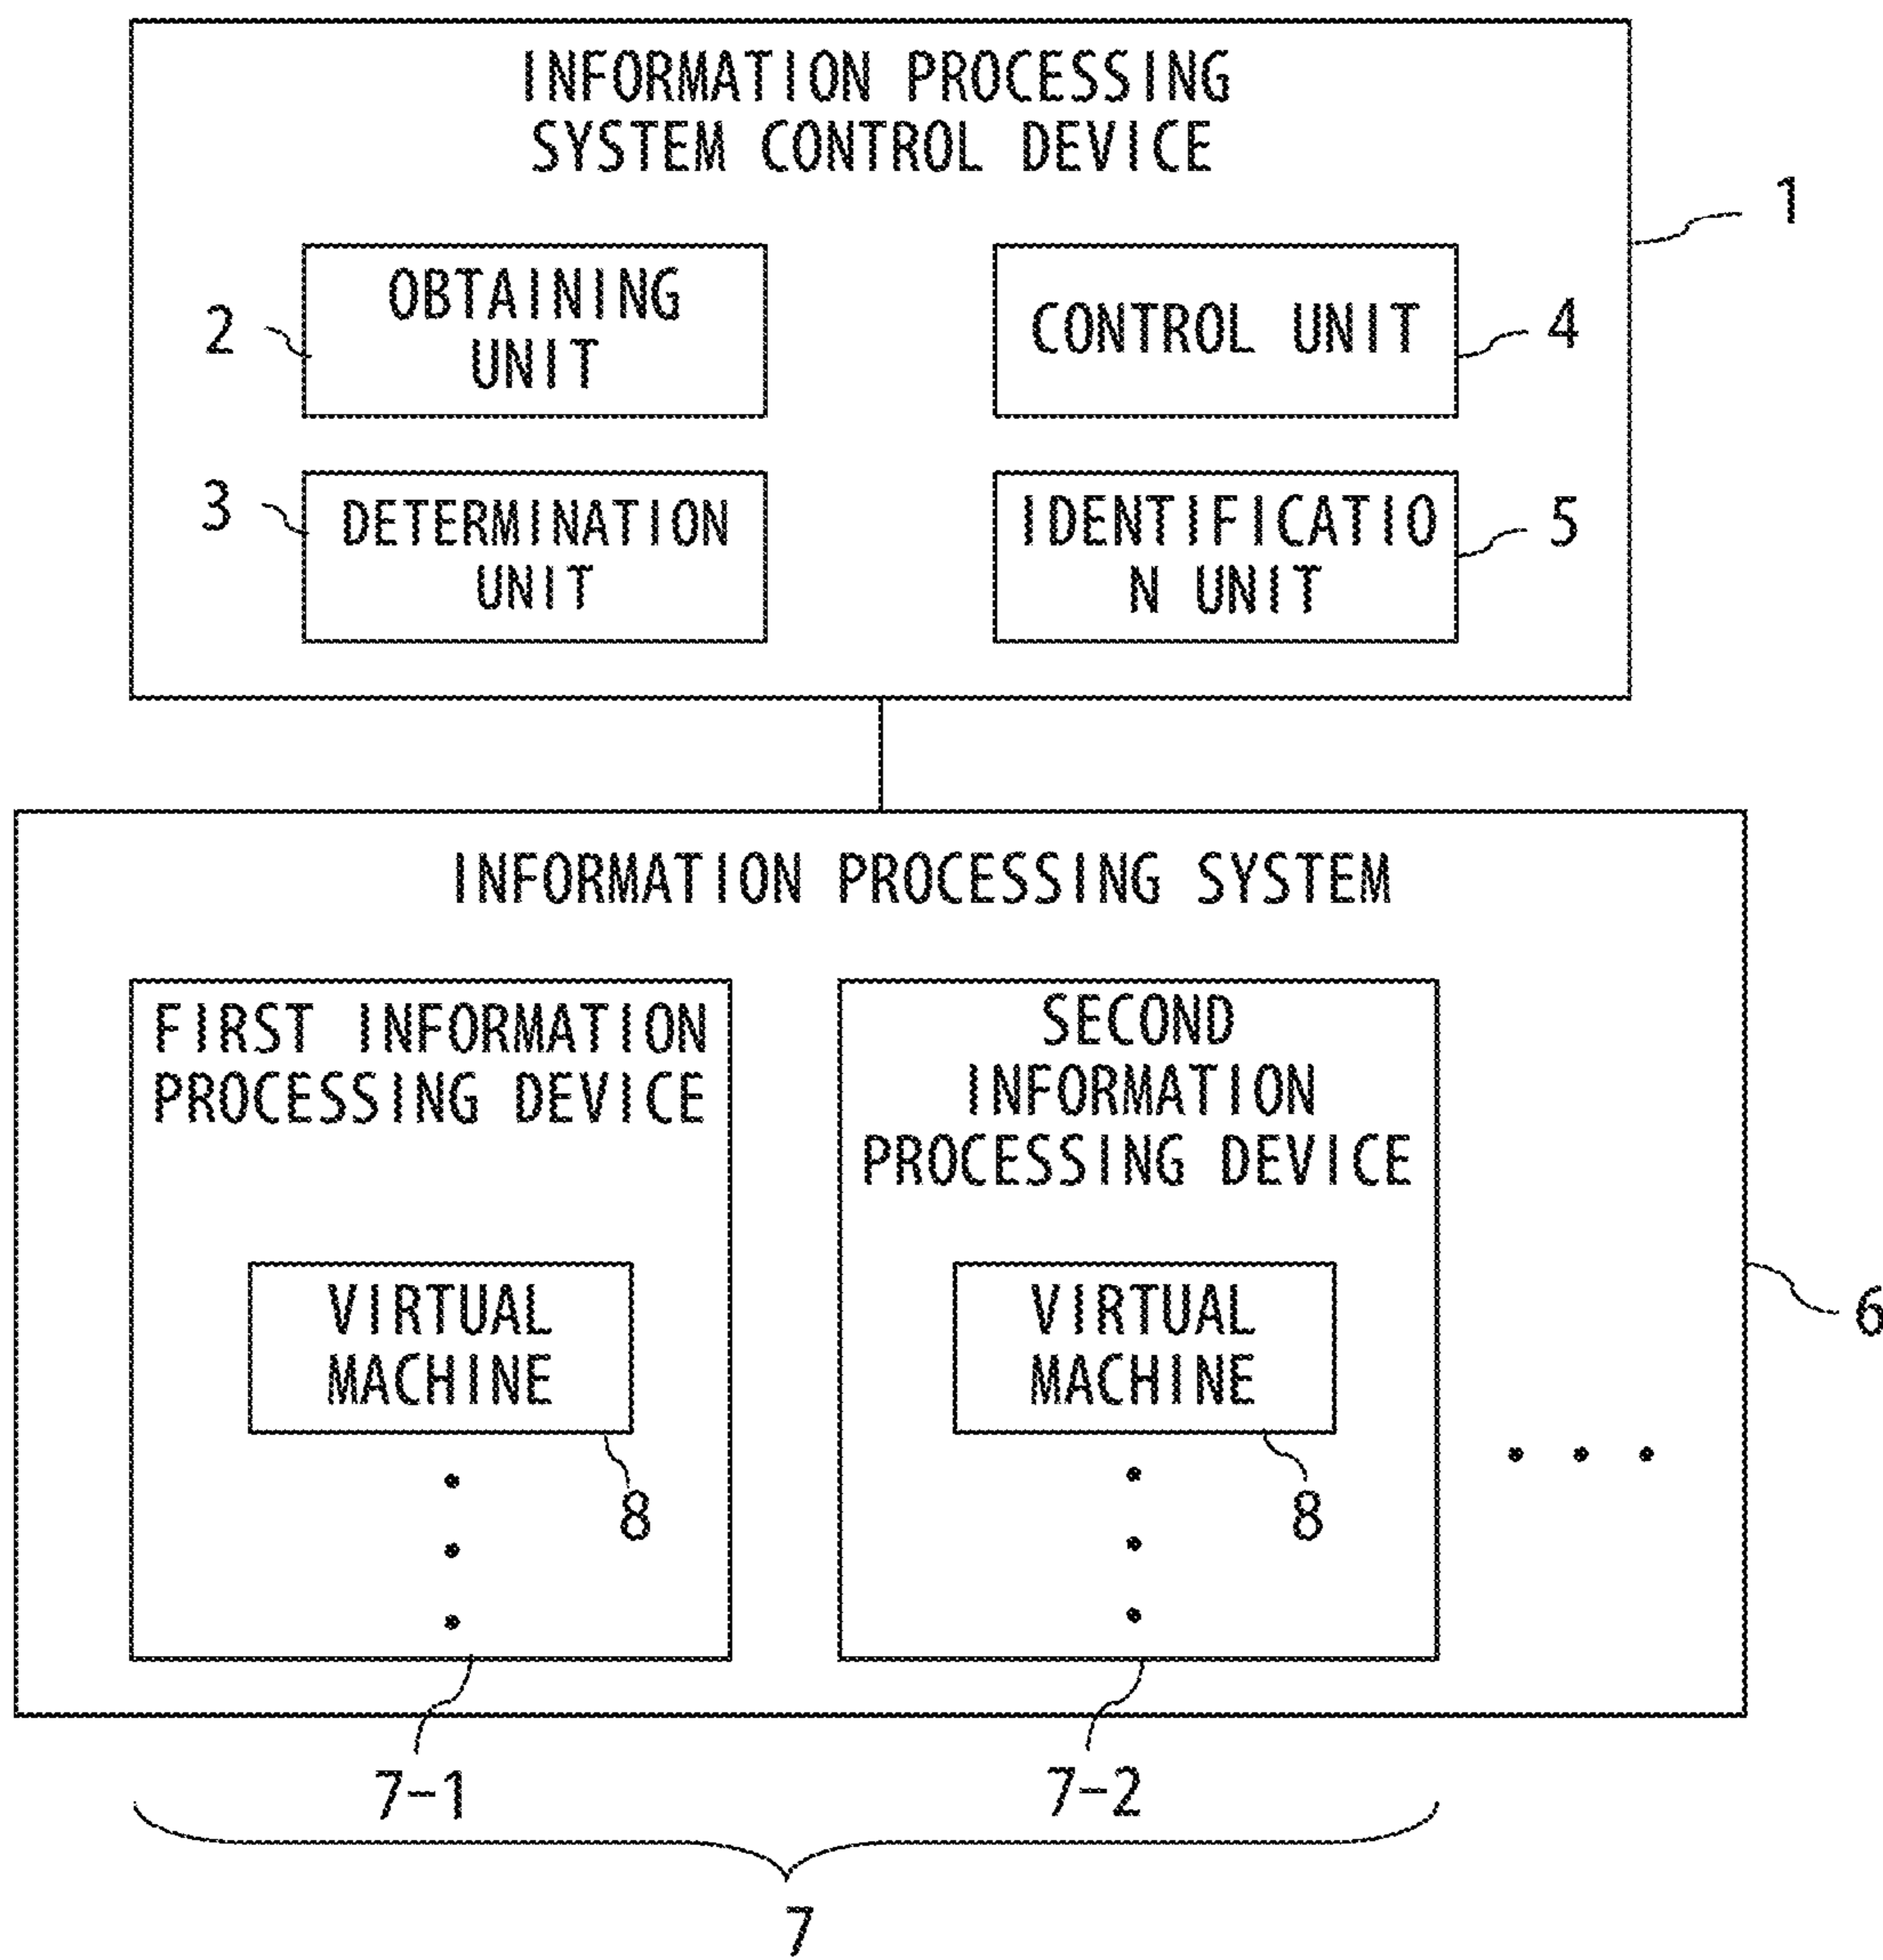 INFORMATION PROCESSING
SYSTEM CONTROL DEVICE
1
OBTAINING
UNIT
2
CONTROL UNIT
4
DETERMINATION
UNIT
3
IDENTIFICATIO
N UNIT
5
INFORMATION PROCESSING SYSTEM
FIRST INFORMATION
PROCESSING DEVICE
SECOND
INFORMATION
PROCESSING DEVICE
VIRTUAL
MACHINE
8
VIRTUAL
MACHINE
8
6
7-1
7-2
7